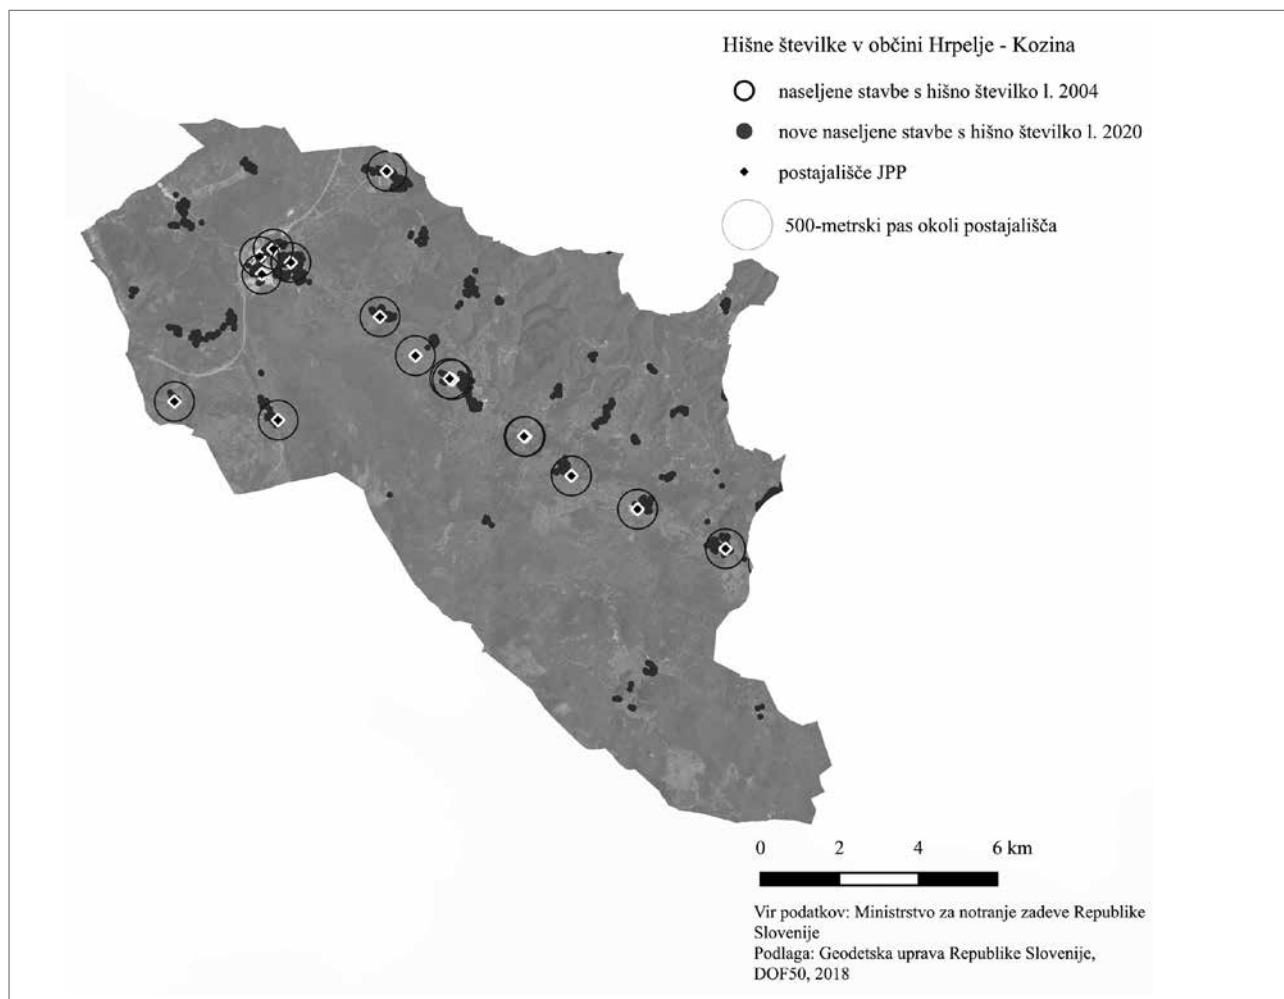 Hišne številke v občini Hrpelje - Kozina
naseljene stavbe s hišno številko l. 2004
nove naseljene stavbe s hišno številko l. 2020
postajališče JPP
500-metrski pas okoli postajališča
0 2 4 6 km
Vir podatkov: Ministrstvo za notranje zadeve Republike
Slovenije
Podlaga: Geodetska uprava Republike Slovenije,
DOF50, 2018